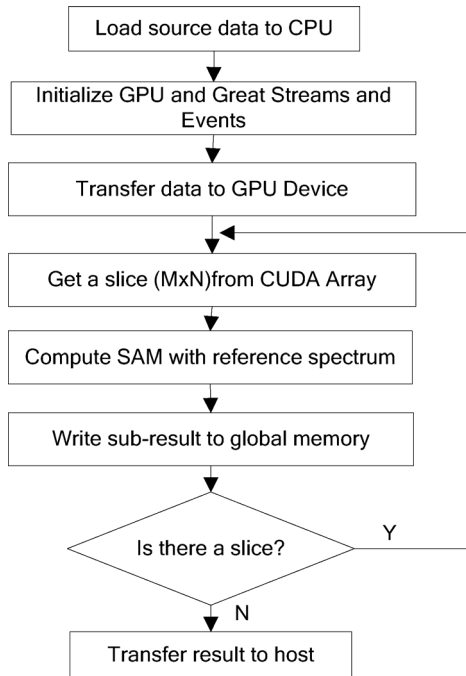 Load source data to CPU
Initialize GPU and Great Streams and
Events
Transfer data to GPU Device
Get a slice (MxN)from CUDA Array
Compute SAM with reference spectrum
Write sub-result to global memory
Is there a slice?
Y
N
Transfer result to host